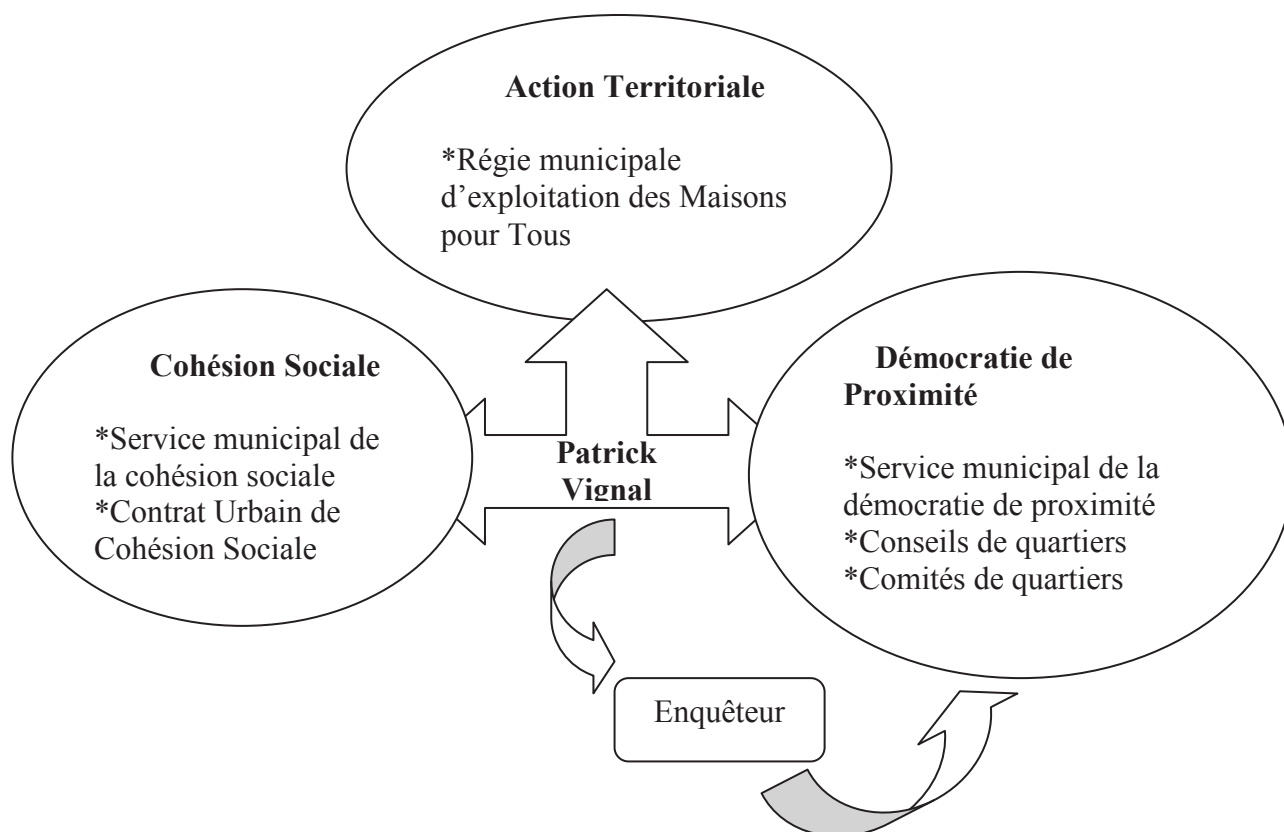 Action Territoriale
*Régie municipale
d’exploitation des Maisons
pour Tous
Cohésion Sociale
*Service municipal de
la cohésion sociale
*Contrat Urbain de
Cohésion Sociale
Patrick
Vignal
Démocratie de
Proximité
*Service municipal de la
démocratie de proximité
*Conseils de quartiers
*Comités de quartiers
Enquêteur